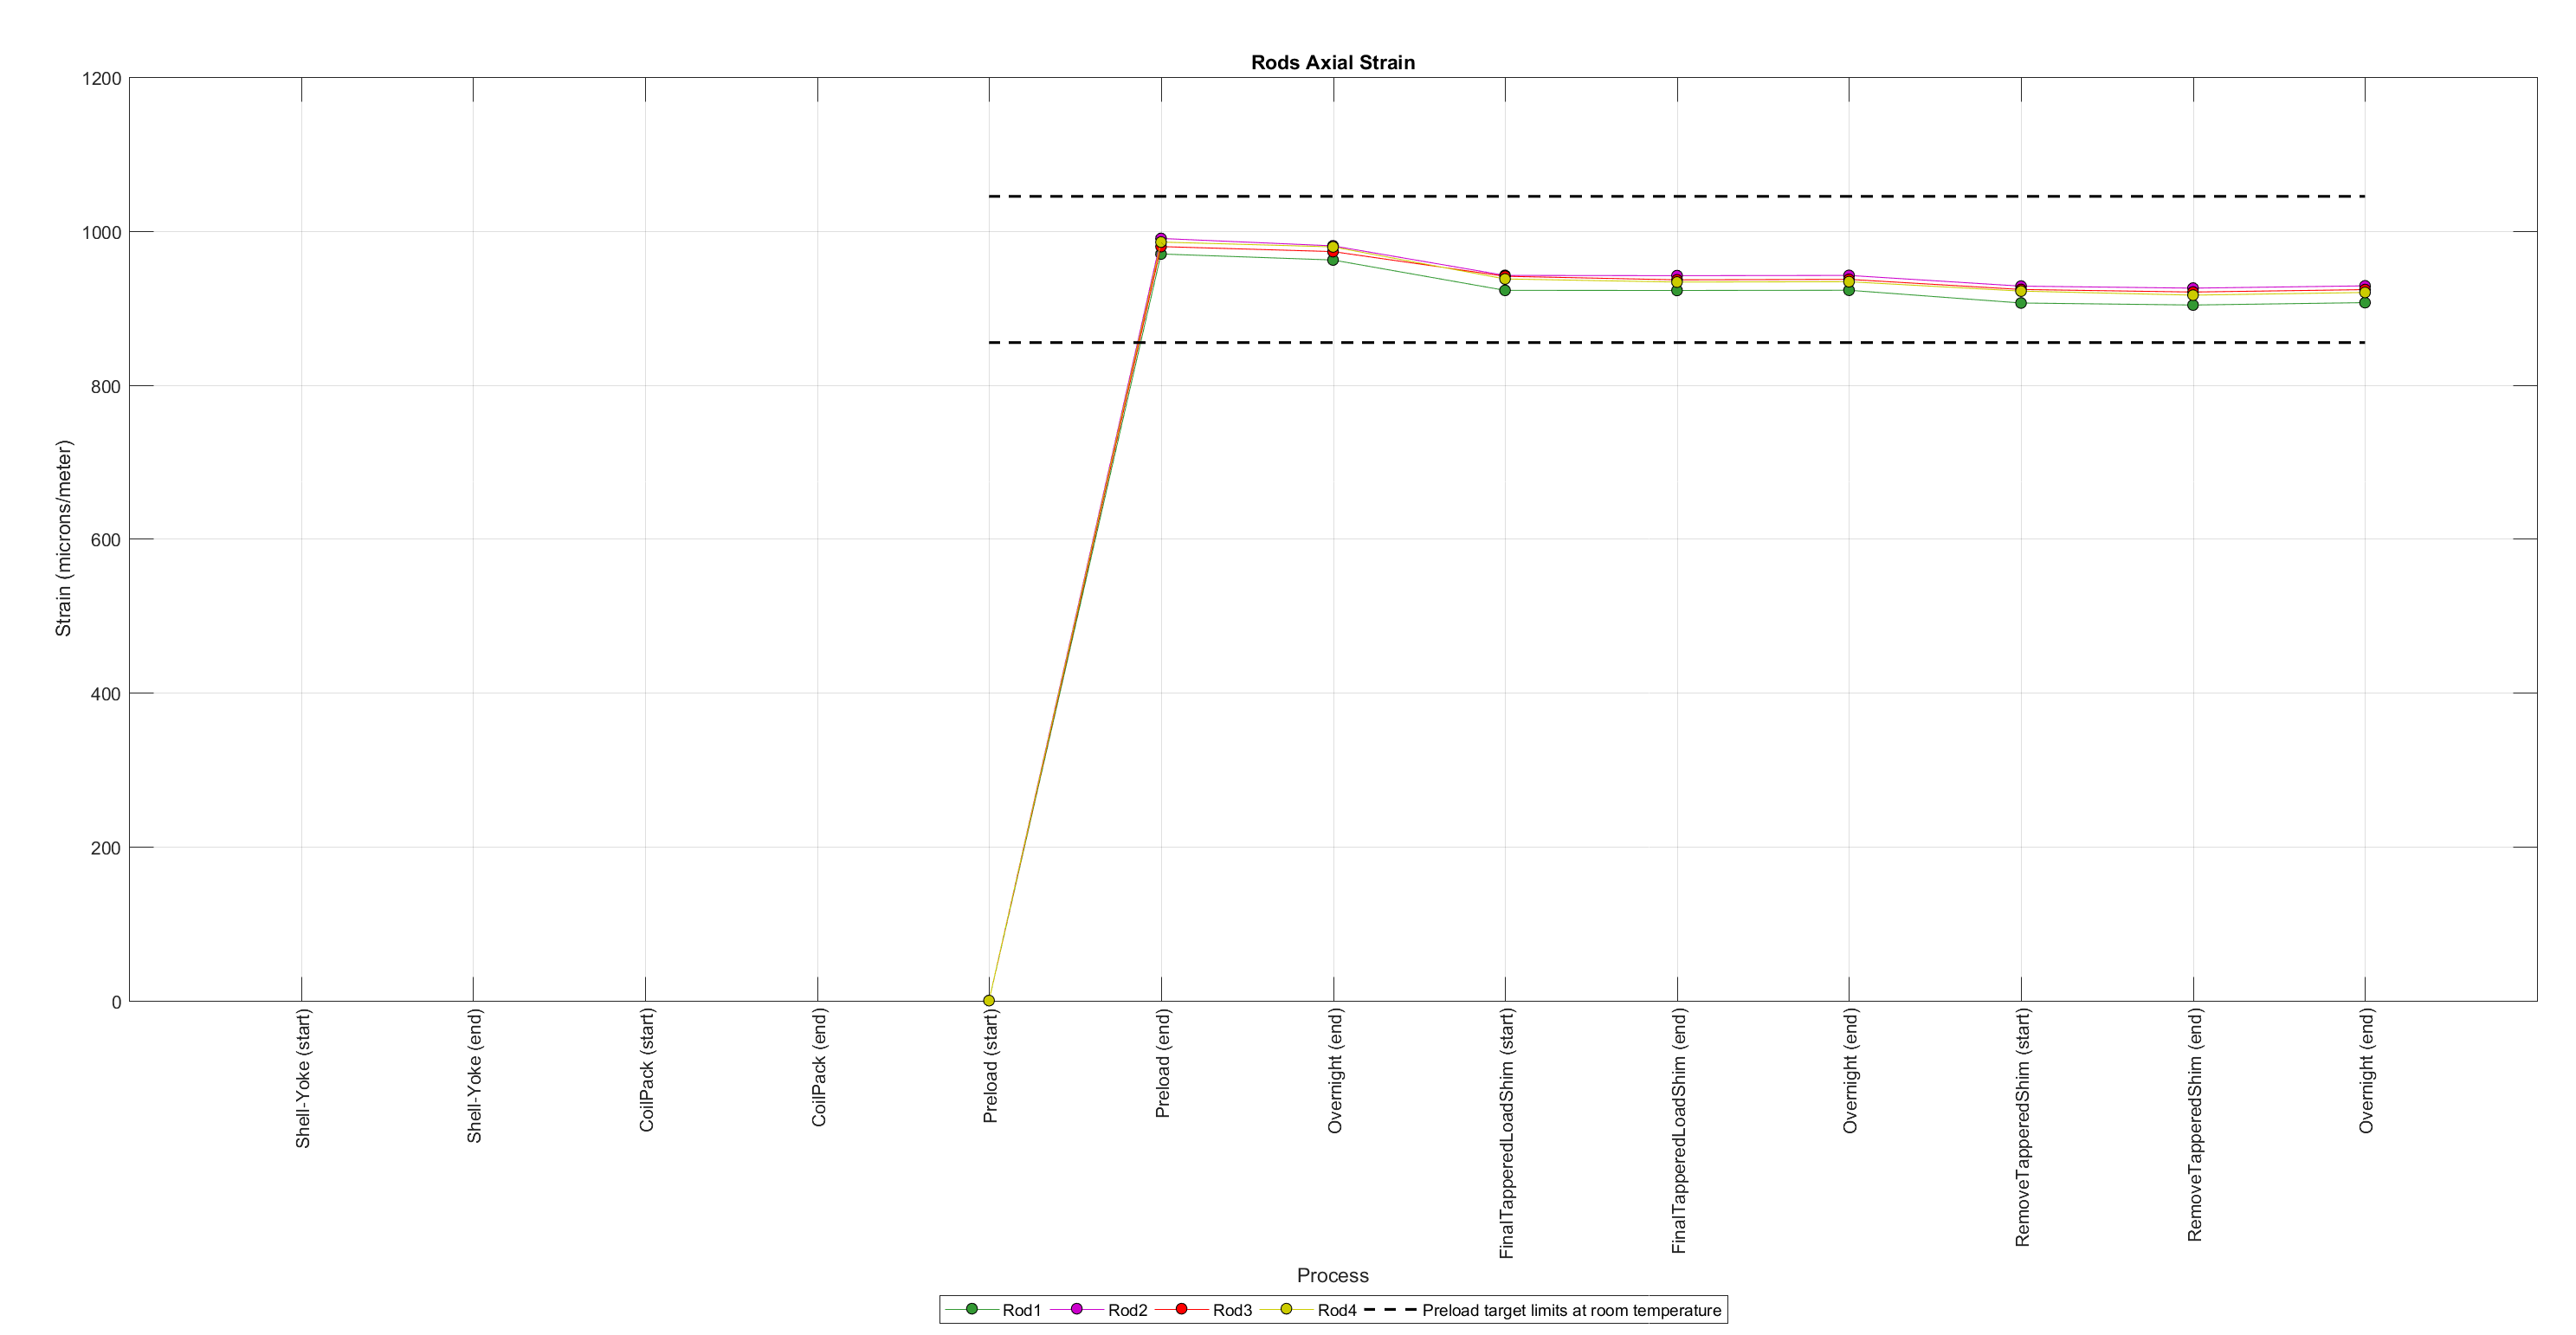 Rods Axial Strain
1200
1000
800
600
400
200
0
Strain (microns/meter)
Shell-Yoke (start)
Shell-Yoke (end)
CoilPack (start)
CoilPack (end)
Preload (start)
Preload (end)
Overnight (end)
FinalTapperedLoadShim (start)
FinalTapperedLoadShim (end)
Overnight (end)
RemoveTapperedShim (start)
RemoveTapperedShim (end)
Overnight (end)
Process
Rod1 Rod2 Rod3 Rod4 Preload target limits at room temperature